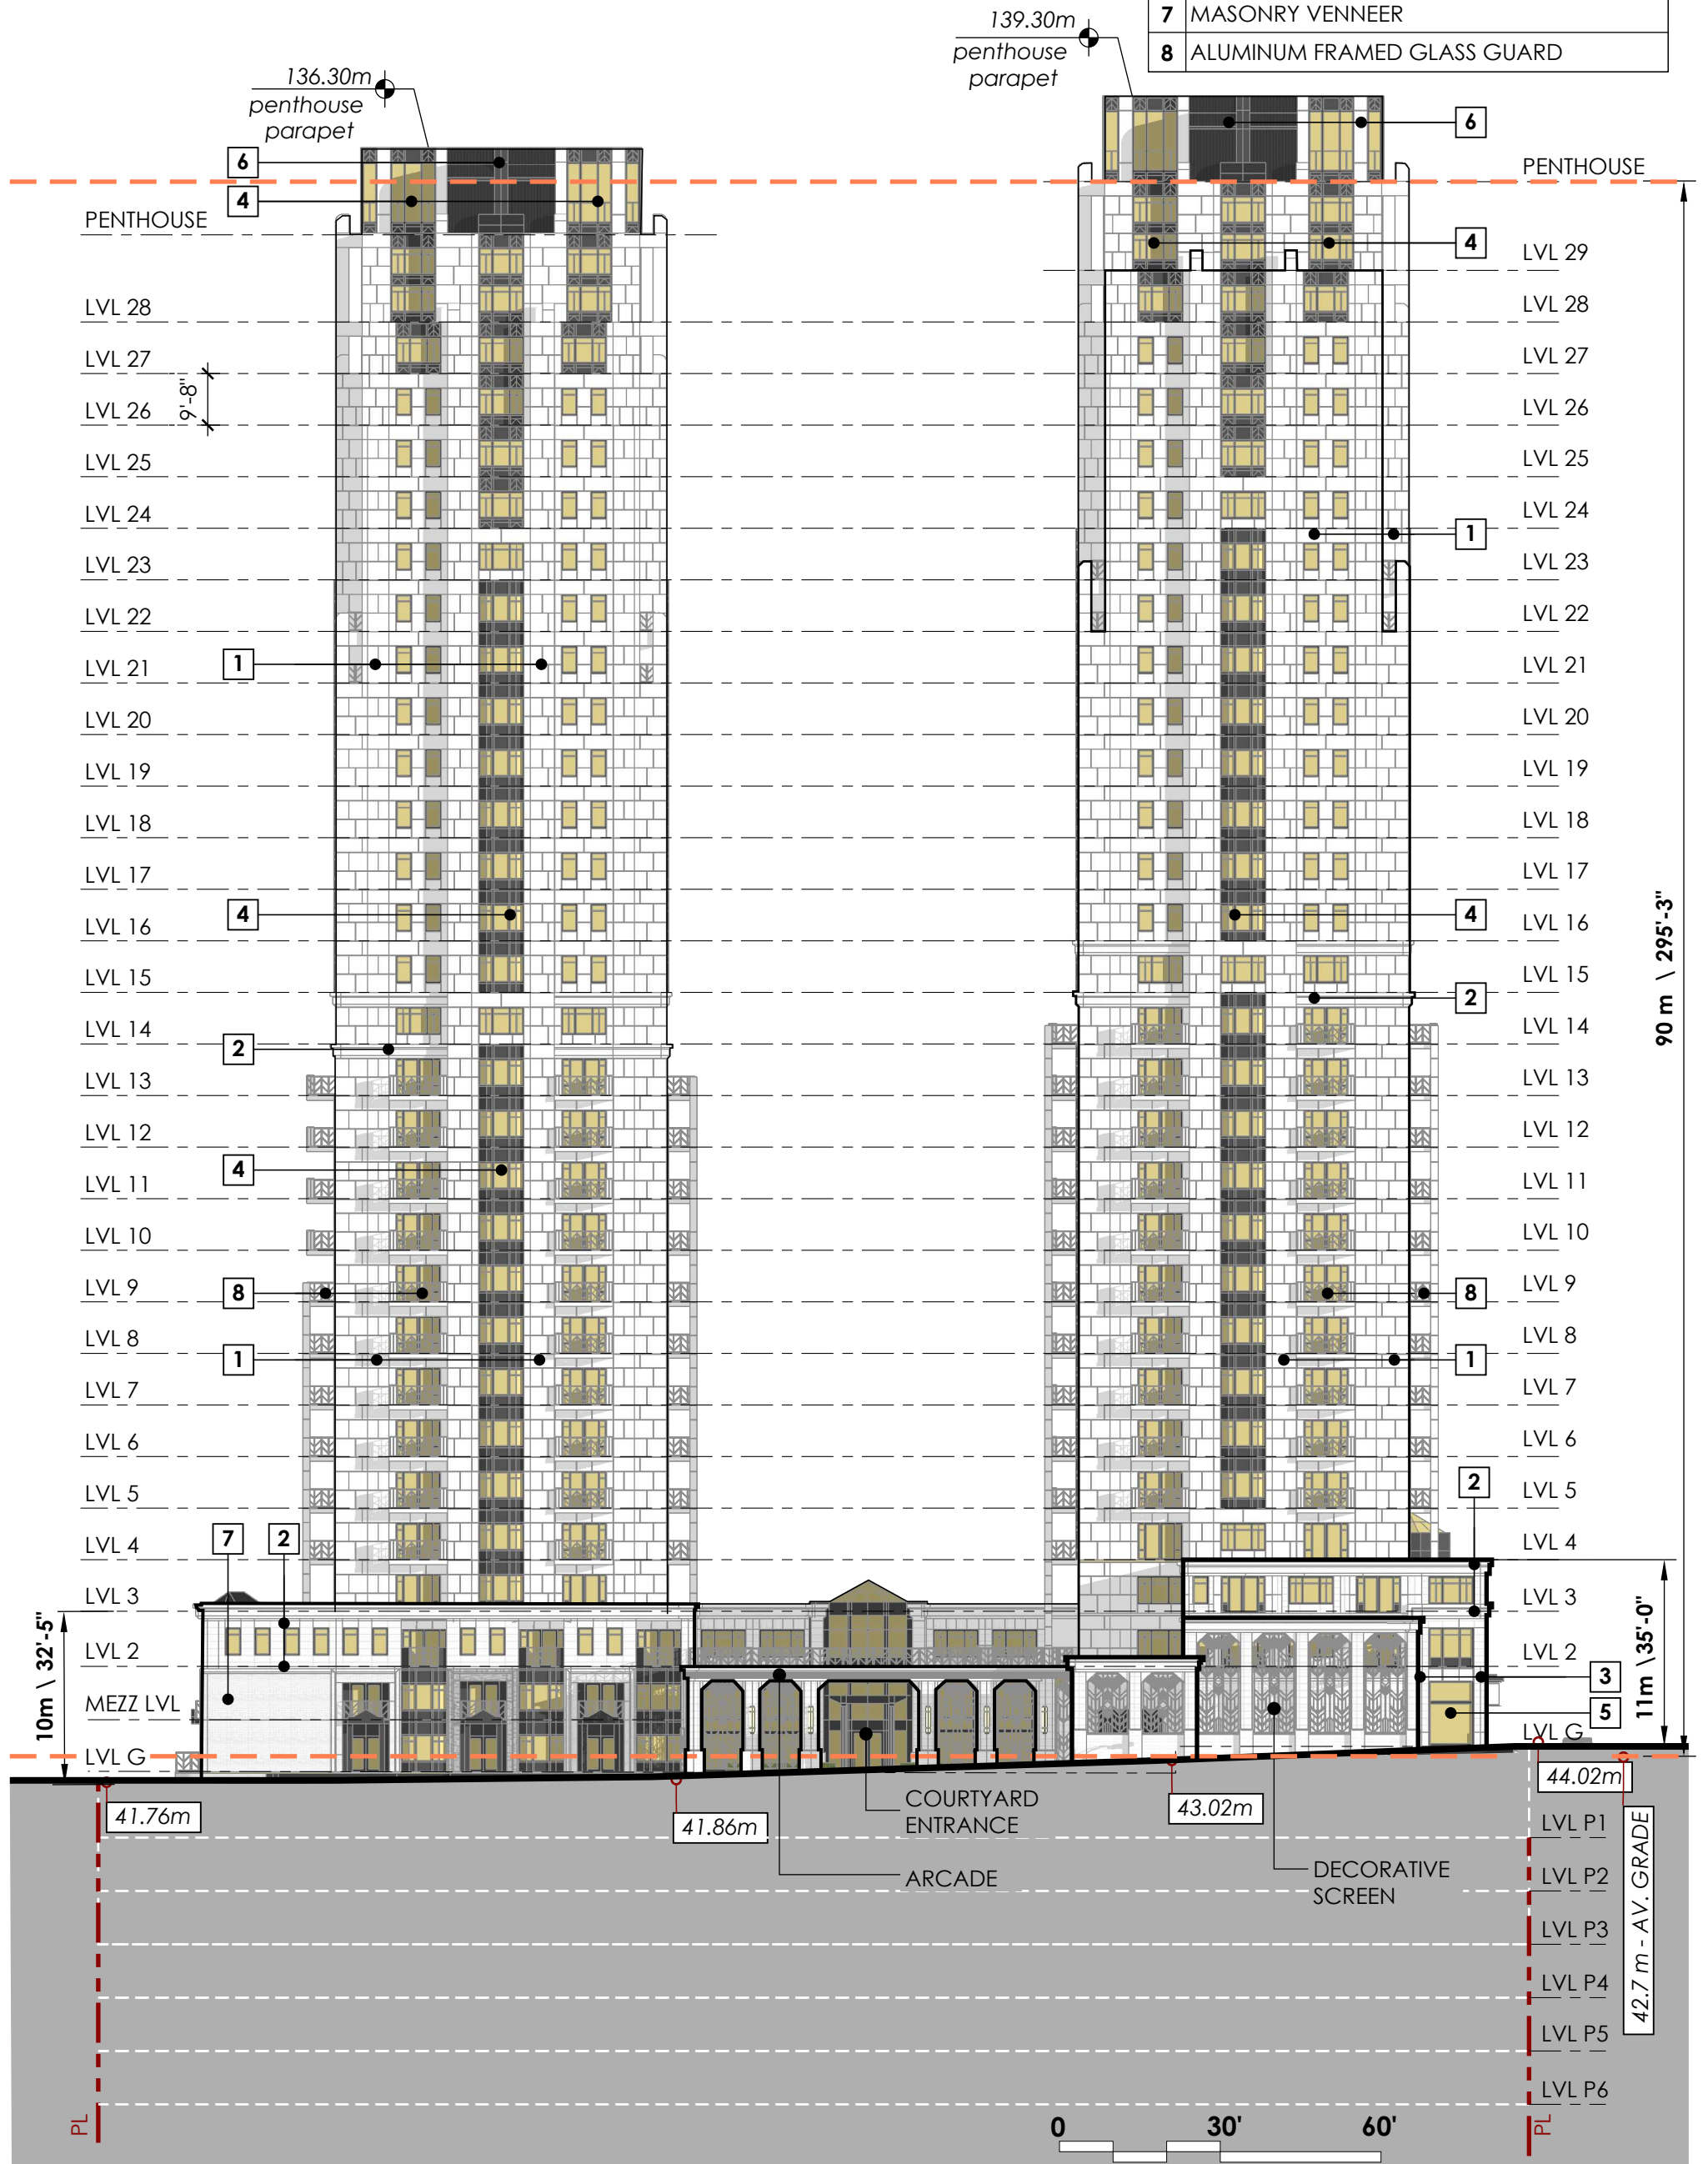 7 MASONRY VENNEER
8 ALUMINUM FRAMED GLASS GUARD
139.30m
penthouse
parapet
136.30m
penthouse
parapet
6
4
PENTHOUSE
LVL 28
LVL 27
9'-8"
LVL 26
LVL 25
LVL 24
LVL 23
LVL 22
LVL 21
1
LVL 20
LVL 19
LVL 18
LVL 17
4
LVL 16
LVL 15
LVL 14
2
LVL 13
LVL 12
4
LVL 11
LVL 10
LVL 9
8
LVL 8
1
LVL 7
LVL 6
LVL 5
7
2
LVL 4
LVL 3
LVL 2
MEZZ LVL
LVL G
10m \ 32'-5"
6
PENTHOUSE
4
LVL 29
LVL 28
LVL 27
LVL 26
LVL 25
LVL 24
1
LVL 23
LVL 22
LVL 21
LVL 20
LVL 19
LVL 18
LVL 17
4
LVL 16
LVL 15
2
LVL 14
LVL 13
LVL 12
LVL 11
LVL 10
LVL 9
8
LVL 8
1
LVL 7
LVL 6
2
LVL 5
LVL 4
LVL 3
LVL 2
3
5
LVL G
90 m \ 295'-3"
11m \35'-0"
41.76m
41.86m
43.02m
44.02m
42.7 m - AV. GRADE
COURTYARD
ENTRANCE
ARCADE
DECORATIVE
SCREEN
LVL P1
LVL P2
LVL P3
LVL P4
LVL P5
LVL P6
PL
PL
0 30' 60'